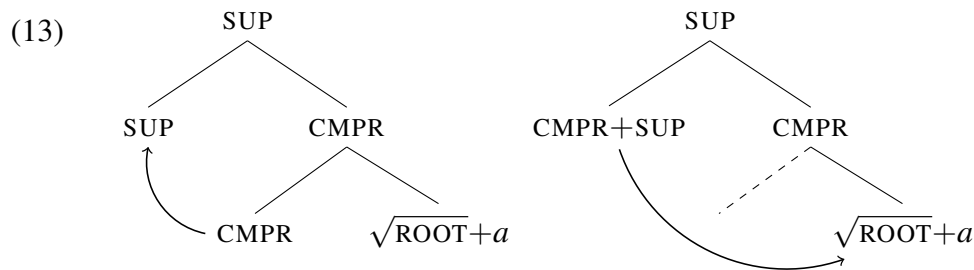 (13) SUP SUP
SUP CMPR CMPR+SUP CMPR
CMPR √ROOT+a √ROOT+a